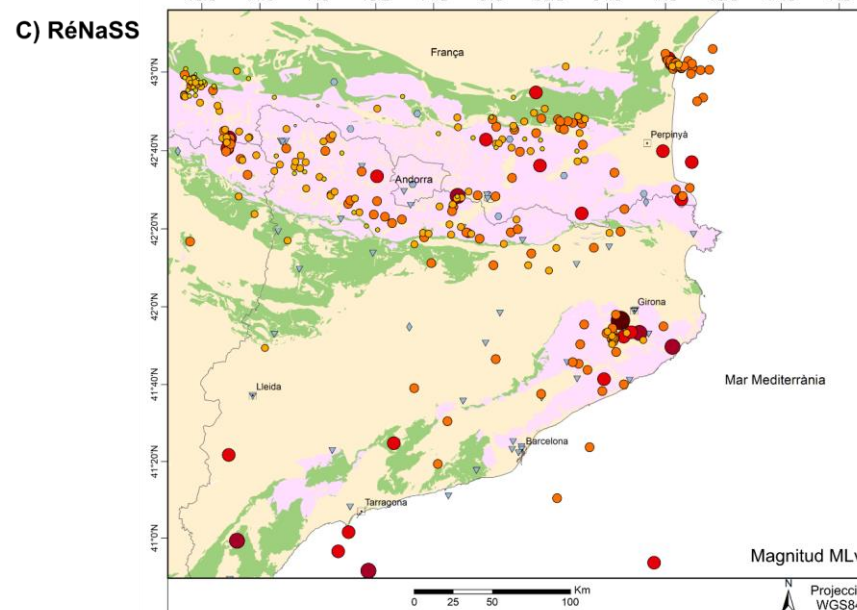 C) RéNaSS
França
43°0'N
Perpinyà
42°40'N
Andorra
42°20'N
42°0'N
Girona
Mar Mediterrània
41°40'N
Lleida
Barcelona
41°20'N
Tarragona
41°0'N
Magnitud MLv
Km
0 25 50 100
N
Projecci
WGS84